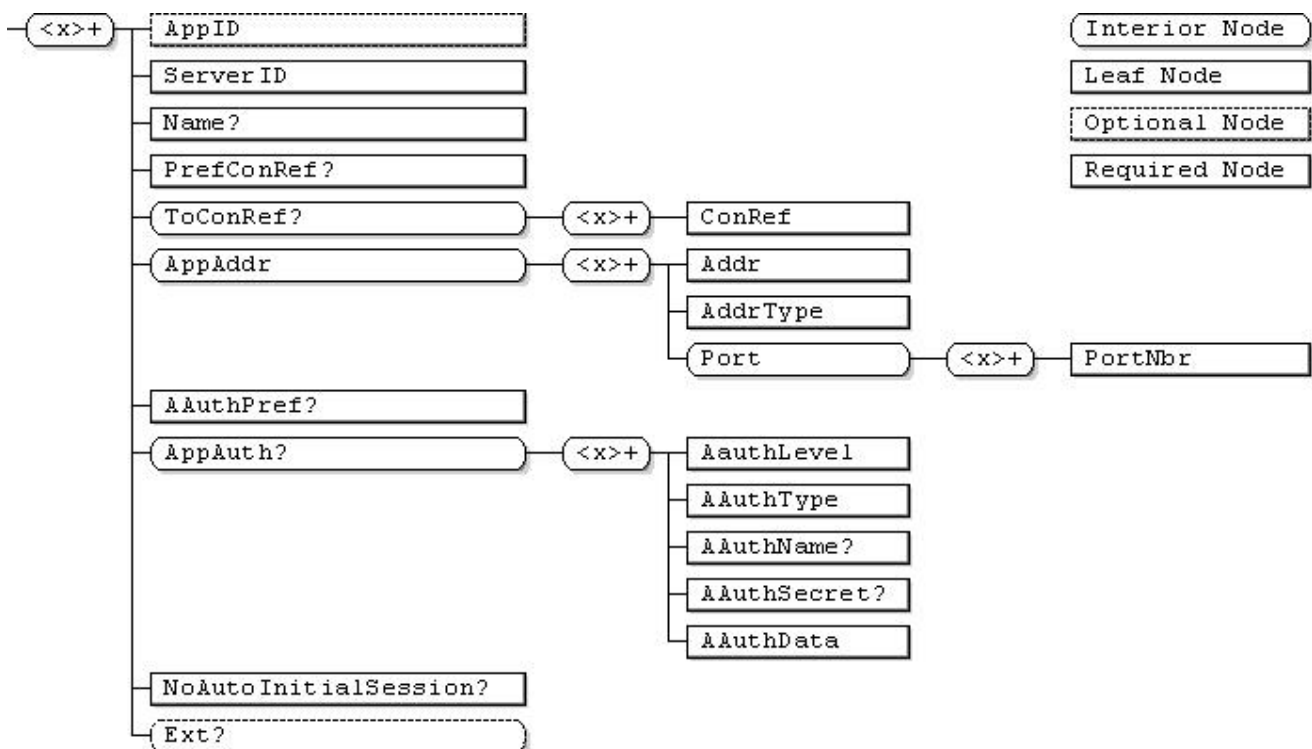 <x>+ AppID Interior Node
ServerID Leaf Node
Name? Optional Node
PrefConRef? Required Node
ToConRef? <x>+ ConRef
AppAddr <x>+ Addr
AddrType
Port <x>+ PortNbr
AAuthPref?
AppAuth? <x>+ AauthLevel
AAuthType
AAuthName?
AAuthSecret?
AAuthData
NoAutoInitialSession?
Ext?